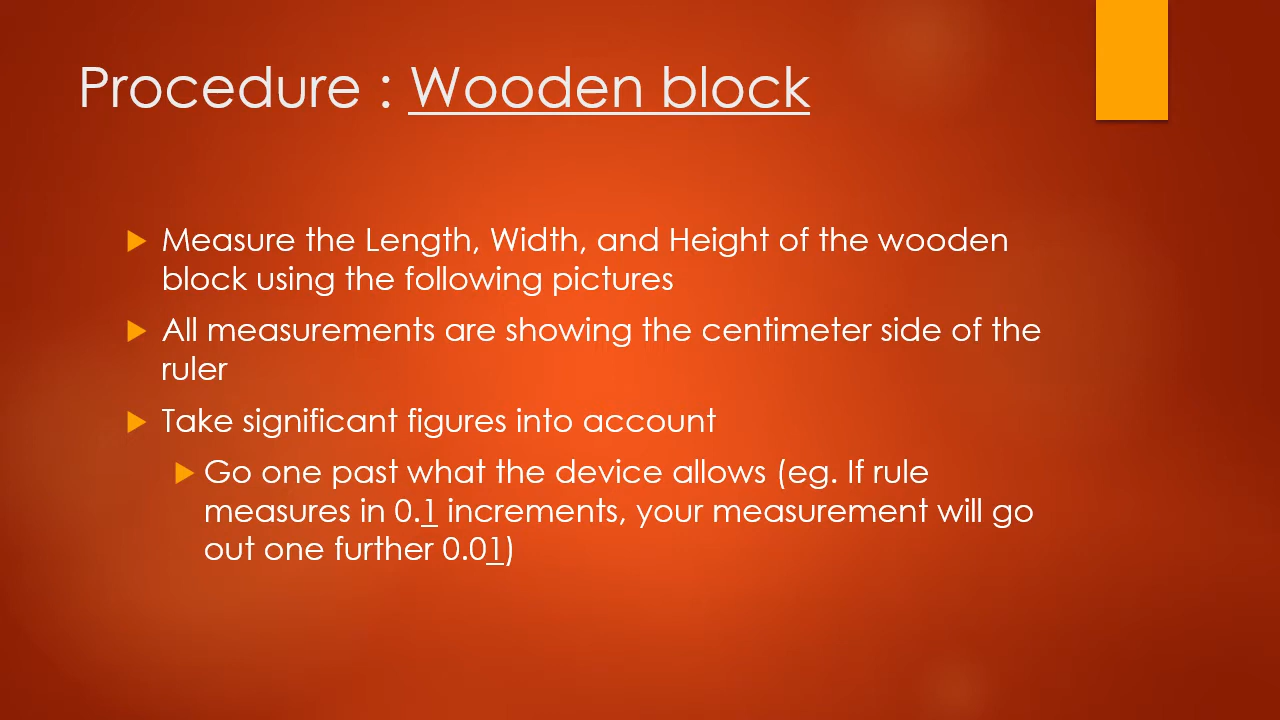 Procedure : Wooden block
Measure the Length, Width, and Height of the wooden
block using the following pictures
All measurements are showing the centimeter side of the
ruler
Take significant figures into account
Go one past what the device allows (eg. If rule
measures in 0.1 increments, your measurement will go
out one further 0.01)